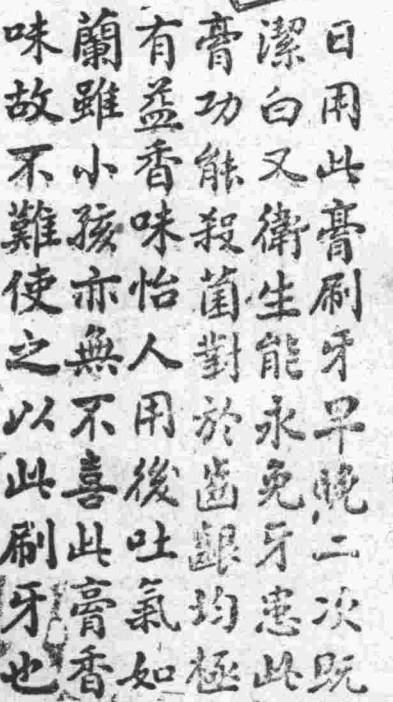 日用此膏刷牙早晚二次既
潔白又衛生能永免牙患此
膏功能殺菌對於齒齦均極
有益香味怡人用後吐氣如
蘭雖小孩亦無不喜此膏香
味故不難使之以此刷牙也